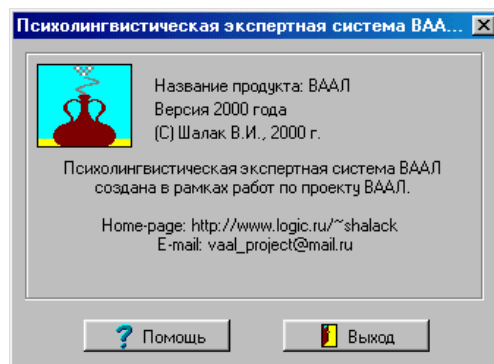 Психолингвистическая экспертная система ВАА...
Название продукта: ВААЛ
Версия 2000 года
(С) Шалак В.И., 2000 г.
Психолингвистическая экспертная система ВААЛ
создана в рамках работ по проекту ВААЛ.
Home-page: http://www.logic.ru/~shalack
E-mail: vaal_project@mail.ru
Помощь
Выход